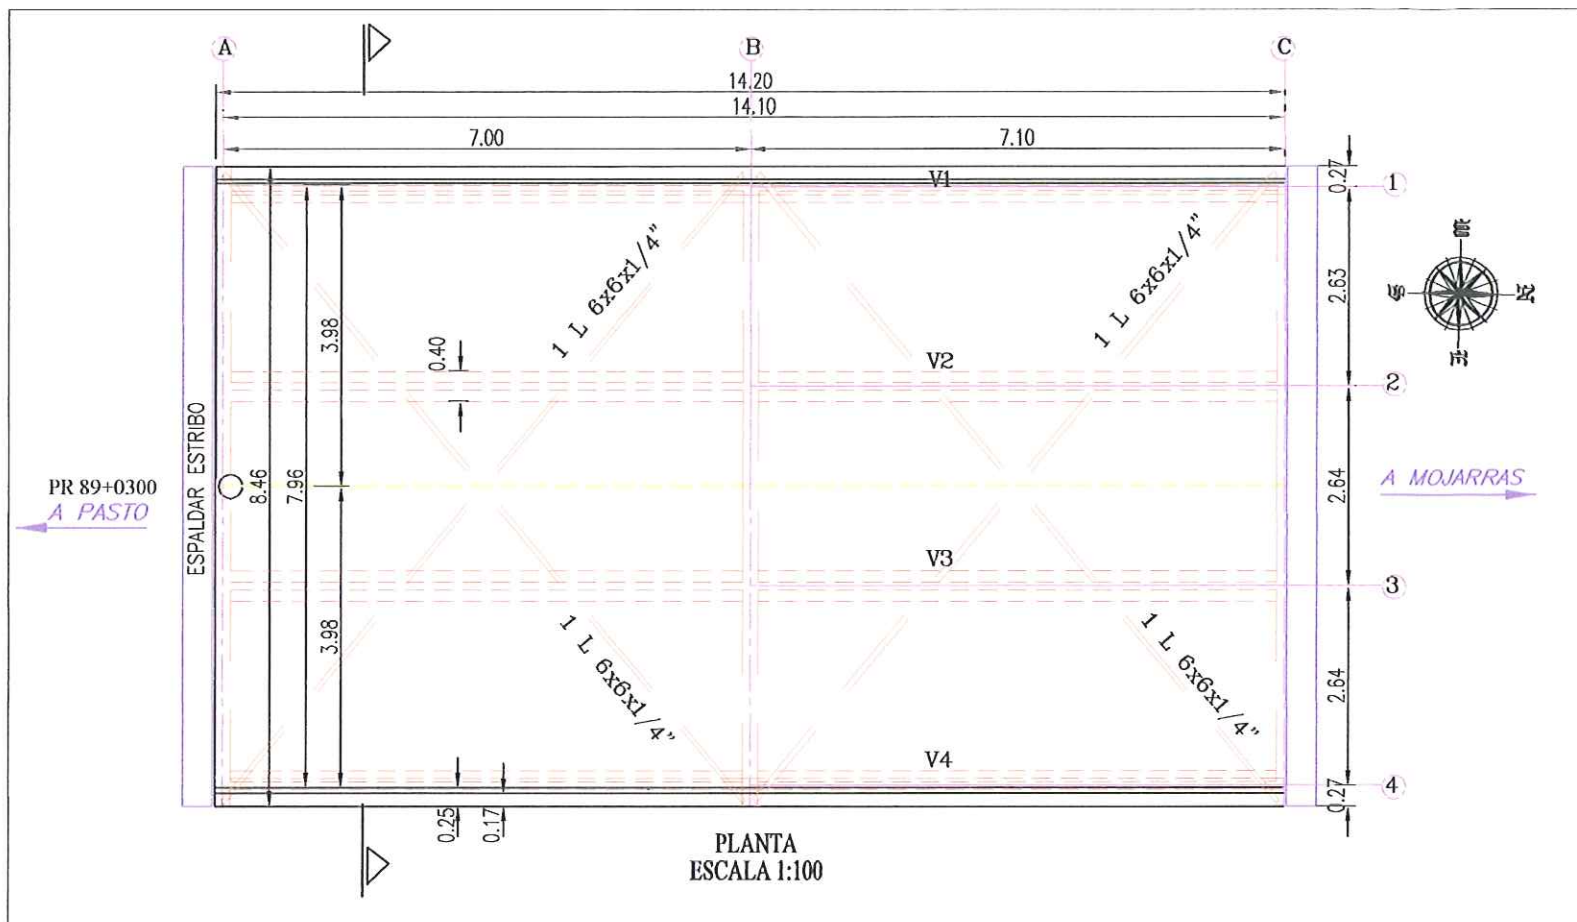 A
B
C
14.20
14.10
7.00
7.10
0.27
V1
1
1 L 6x6x1/4"
1 L 6x6x1/4"
2.63
3.98
0.40
V2
2
ESPALDAR ESTRIBO
PR 89+0300
A PASTO
8.46
7.96
2.64
A MOJARRAS
V3
3
3.98
1 L 6x6x1/4"
1 L 6x6x1/4"
2.64
V4
4
0.27
0.25
0.17
PLANTA
ESCALA 1:100